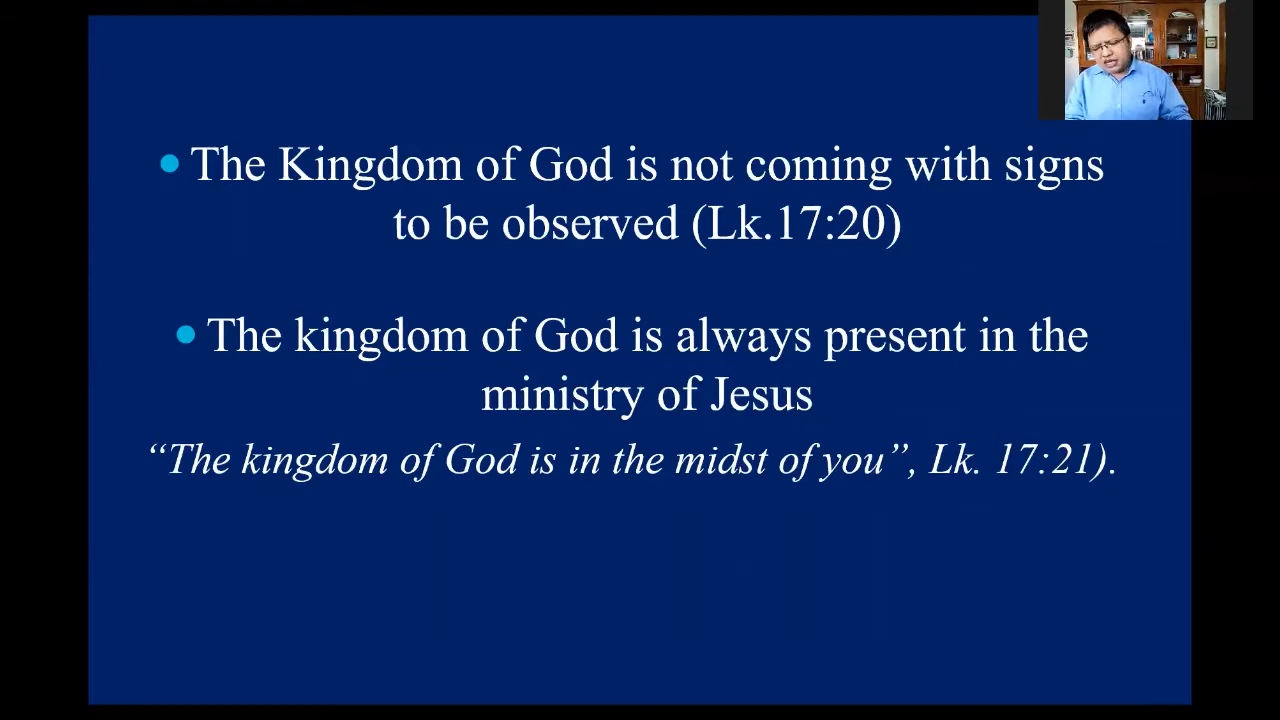 • The Kingdom of God is not coming with signs
to be observed (Lk.17:20)
• The kingdom of God is always present in the
ministry of Jesus
“The kingdom of God is in the midst of you”, Lk. 17:21).